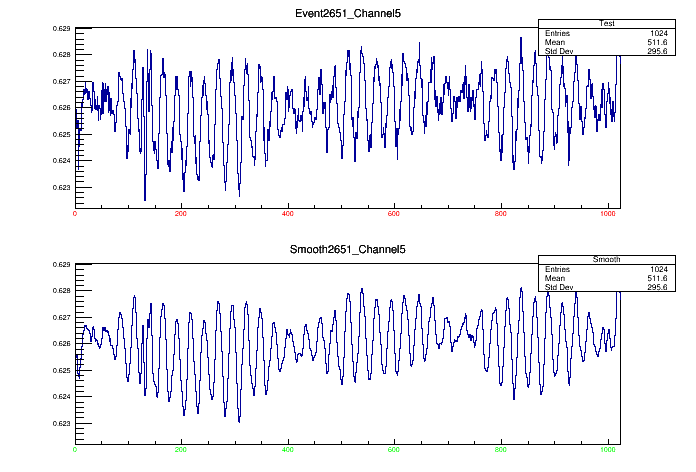 Event2651_Channel5
Test
Entries 1024
Mean 511.6
Std Dev 295.6
0.629
0.628
0.627
0.626
0.625
0.624
0.623
0 200 400 600 800 1000
Smooth2651_Channel5
Smooth
Entries 1024
Mean 511.6
Std Dev 295.6
0.629
0.628
0.627
0.626
0.625
0.624
0.623
0 200 400 600 800 1000